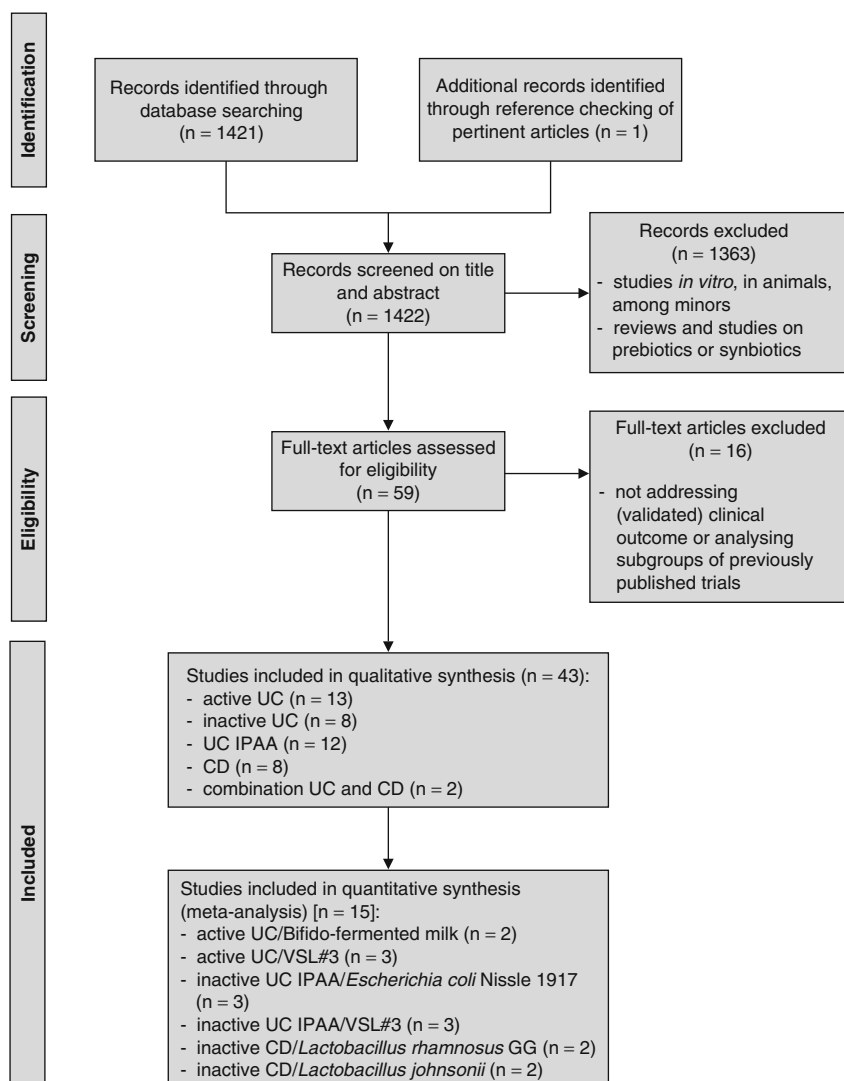 Identification
Records identified through
database searching
(n = 1421)
Additional records identified
through reference checking of
pertinent articles (n = 1)
Screening
Records screened on title
and abstract
(n = 1422)
Records excluded
(n = 1363)
- studies in vitro, in animals,
among minors
- reviews and studies on
prebiotics or synbiotics
Eligibility
Full-text articles assessed
for eligibility
(n = 59)
Full-text articles excluded
(n = 16)
- not addressing
(validated) clinical
outcome or analysing
subgroups of previously
published trials
Included
Studies included in qualitative synthesis (n = 43):
- active UC (n = 13)
- inactive UC (n = 8)
- UC IPAA (n = 12)
- CD (n = 8)
- combination UC and CD (n = 2)
Studies included in quantitative synthesis
(meta-analysis) [n = 15]:
- active UC/Bifido-fermented milk (n = 2)
- active UC/VSL#3 (n = 3)
- inactive UC IPAA/Escherichia coli Nissle 1917
(n = 3)
- inactive UC IPAA/VSL#3 (n = 3)
- inactive CD/Lactobacillus rhamnosus GG (n = 2)
- inactive CD/Lactobacillus johnsonii (n = 2)